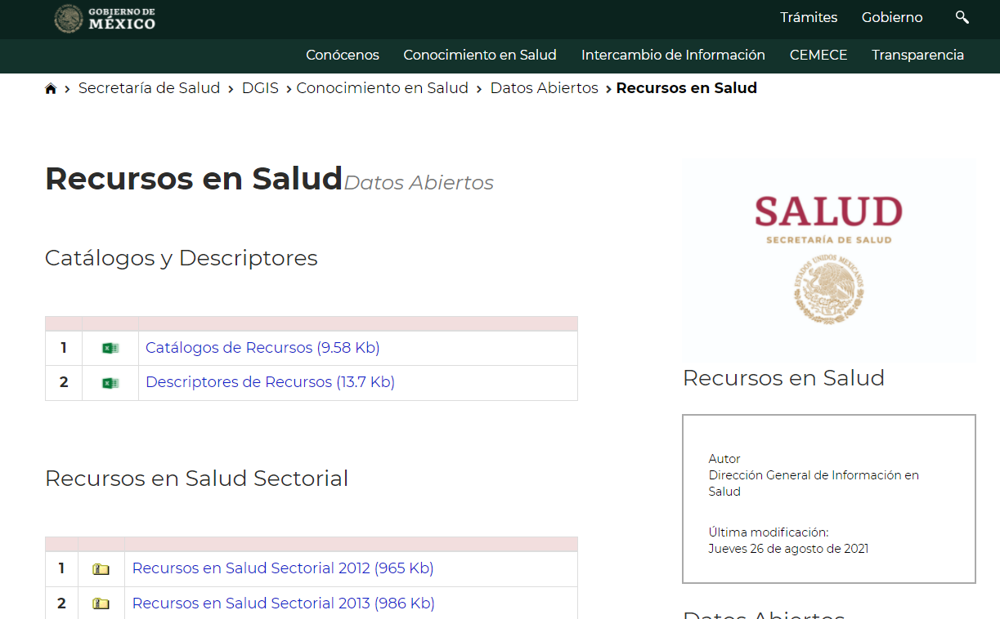 GOBIERNO DE
MÉXICO
Trámites Gobierno
Conócenos Conocimiento en Salud Intercambio de Información CEMECE Transparencia
Secretaría de Salud › DGIS › Conocimiento en Salud › Datos Abiertos › Recursos en Salud
Recursos en Salud Datos Abiertos
Catálogos y Descriptores
1 Catálogos de Recursos (9.58 Kb)
2 Descriptores de Recursos (13.7 Kb)
Recursos en Salud Sectorial
1 Recursos en Salud Sectorial 2012 (965 Kb)
2 Recursos en Salud Sectorial 2013 (986 Kb)
SALUD
SECRETARÍA DE SALUD
ESTADOS UNIDOS MEXICANOS
Recursos en Salud
Autor
Dirección General de Información en
Salud
Última modificación:
Jueves 26 de agosto de 2021
Datos Abiertos